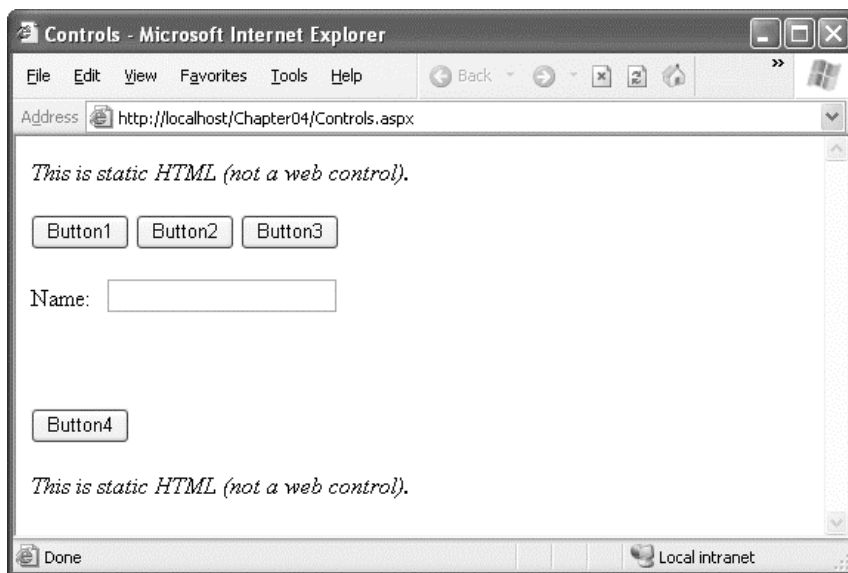 Controls - Microsoft Internet Explorer
File Edit View Favorites Tools Help Back »
Address http://localhost/Chapter04/Controls.aspx
This is static HTML (not a web control).
Button1 Button2 Button3
Name:
Button4
This is static HTML (not a web control).
Done Local intranet